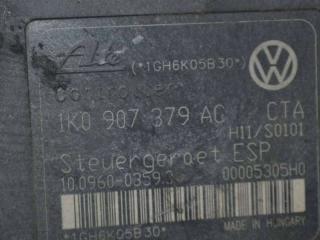 Ate (*1GH6K05B30*)
Controller
1K0 907 379 AC CTA
H11/S0101
Steuergeraet ESP
10.0960-0359.3 00005305H0
MADE IN HUNGARY
*1GH6K05B30*